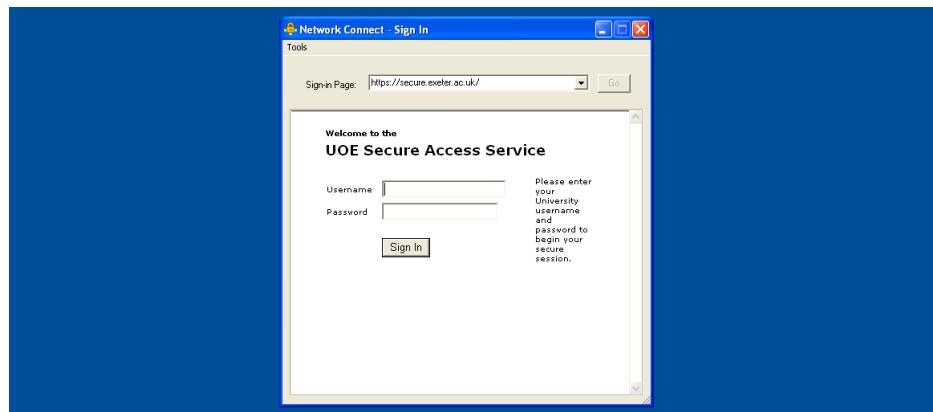 Network Connect - Sign In
Tools
Sign-in Page: https://secure.exeter.ac.uk/ Go
Welcome to the
UOE Secure Access Service
Username
Password
Sign In
Please enter
your
University
username
and
password to
begin your
secure
session.